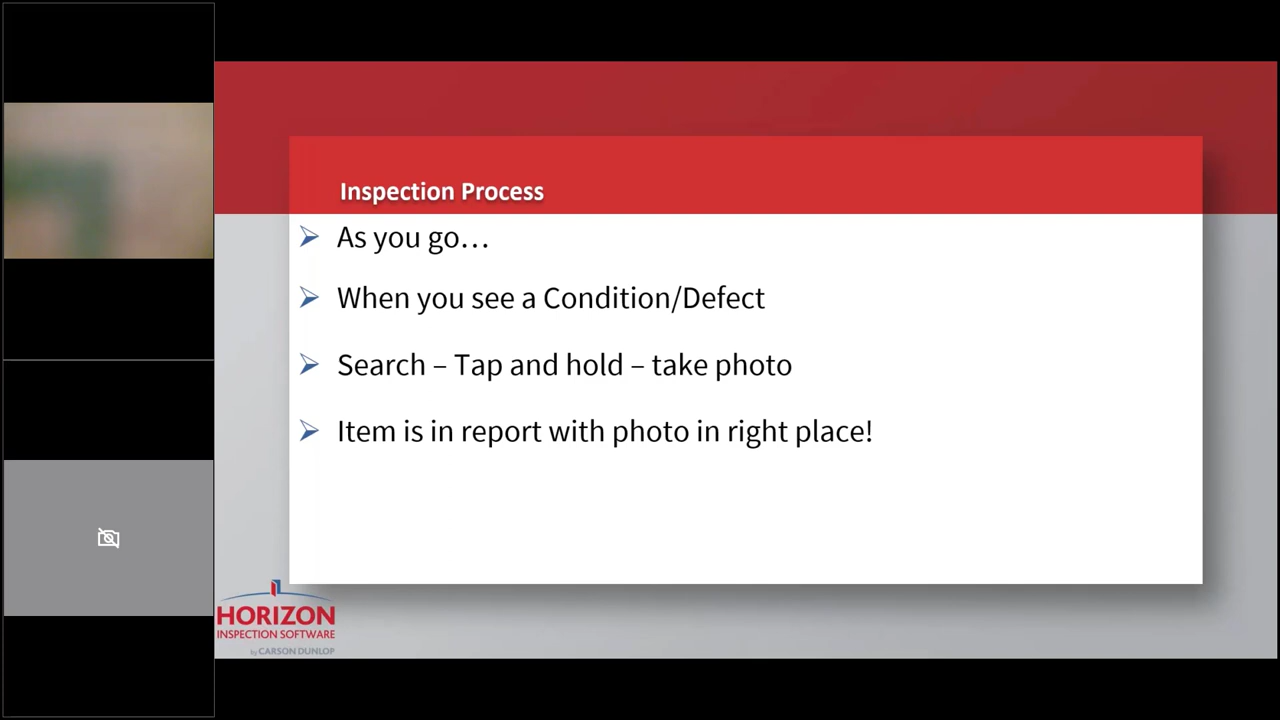 Inspection Process
As you go…
When you see a Condition/Defect
Search – Tap and hold – take photo
Item is in report with photo in right place!
HORIZON
INSPECTION SOFTWARE
by CARSON DUNLOP